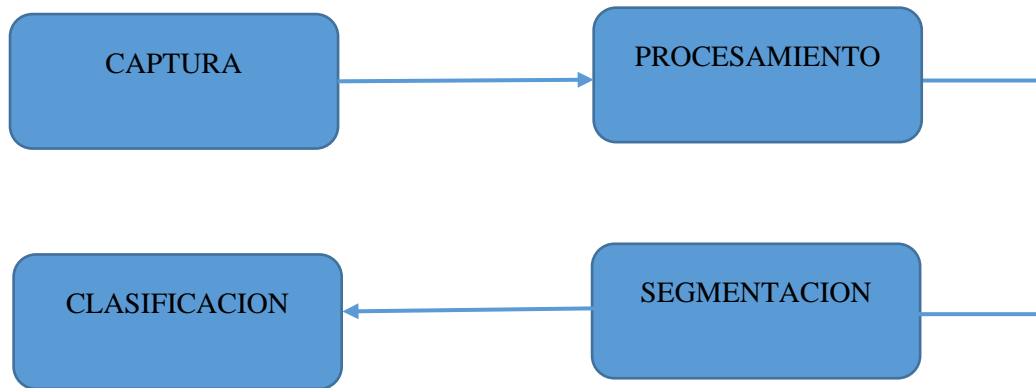 CAPTURA
PROCESAMIENTO
CLASIFICACION
SEGMENTACION